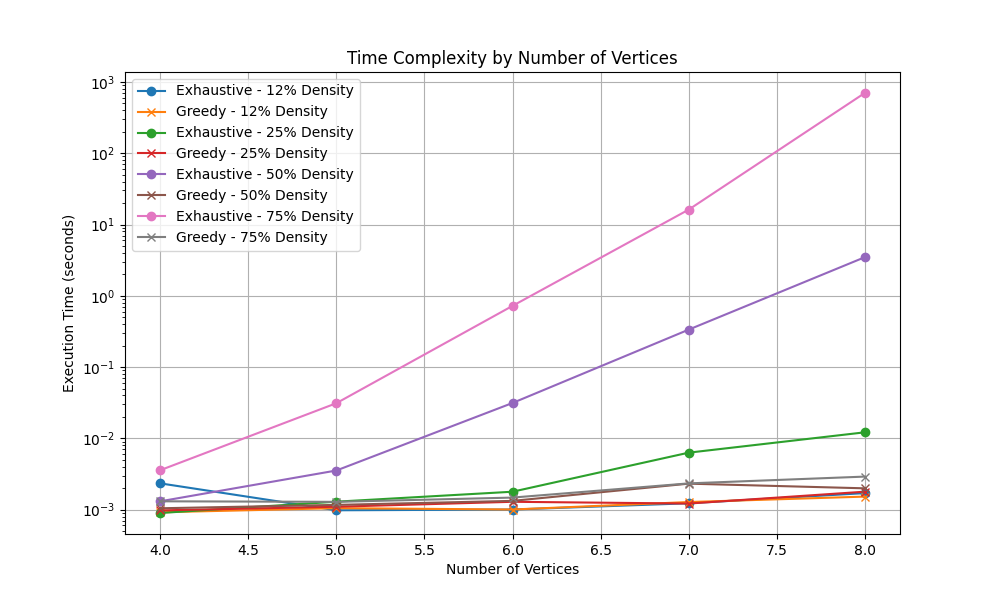 Time Complexity by Number of Vertices
Exhaustive - 12% Density
Greedy - 12% Density
Exhaustive - 25% Density
Greedy - 25% Density
Exhaustive - 50% Density
Greedy - 50% Density
Exhaustive - 75% Density
Greedy - 75% Density
Execution Time (seconds)
10³
10²
10¹
10⁰
10⁻¹
10⁻²
10⁻³
4.0 4.5 5.0 5.5 6.0 6.5 7.0 7.5 8.0
Number of Vertices